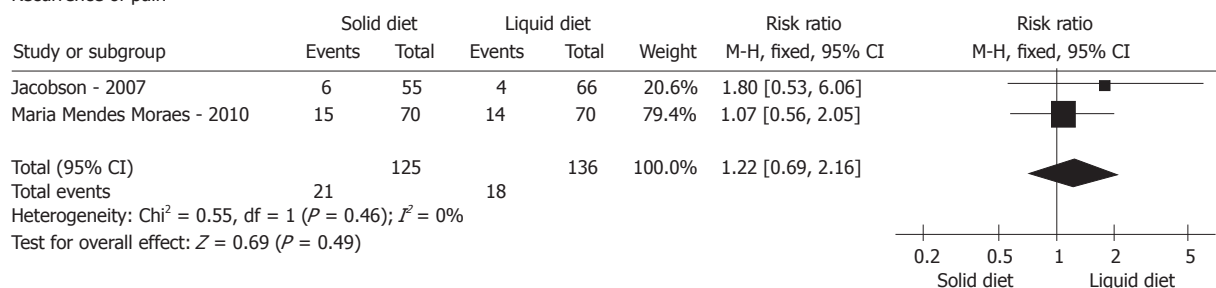 Solid diet Liquid diet Risk ratio Risk ratio
Study or subgroup Events Total Events Total Weight M-H, fixed, 95% CI M-H, fixed, 95% CI
Jacobson - 2007 6 55 4 66 20.6% 1.80 [0.53, 6.06]
Maria Mendes Moraes - 2010 15 70 14 70 79.4% 1.07 [0.56, 2.05]
Total (95% CI) 125 136 100.0% 1.22 [0.69, 2.16]
Total events 21 18
Heterogeneity: Chi² = 0.55, df = 1 (P = 0.46); I² = 0%
Test for overall effect: Z = 0.69 (P = 0.49)
0.2 0.5 1 2 5
Solid diet Liquid diet